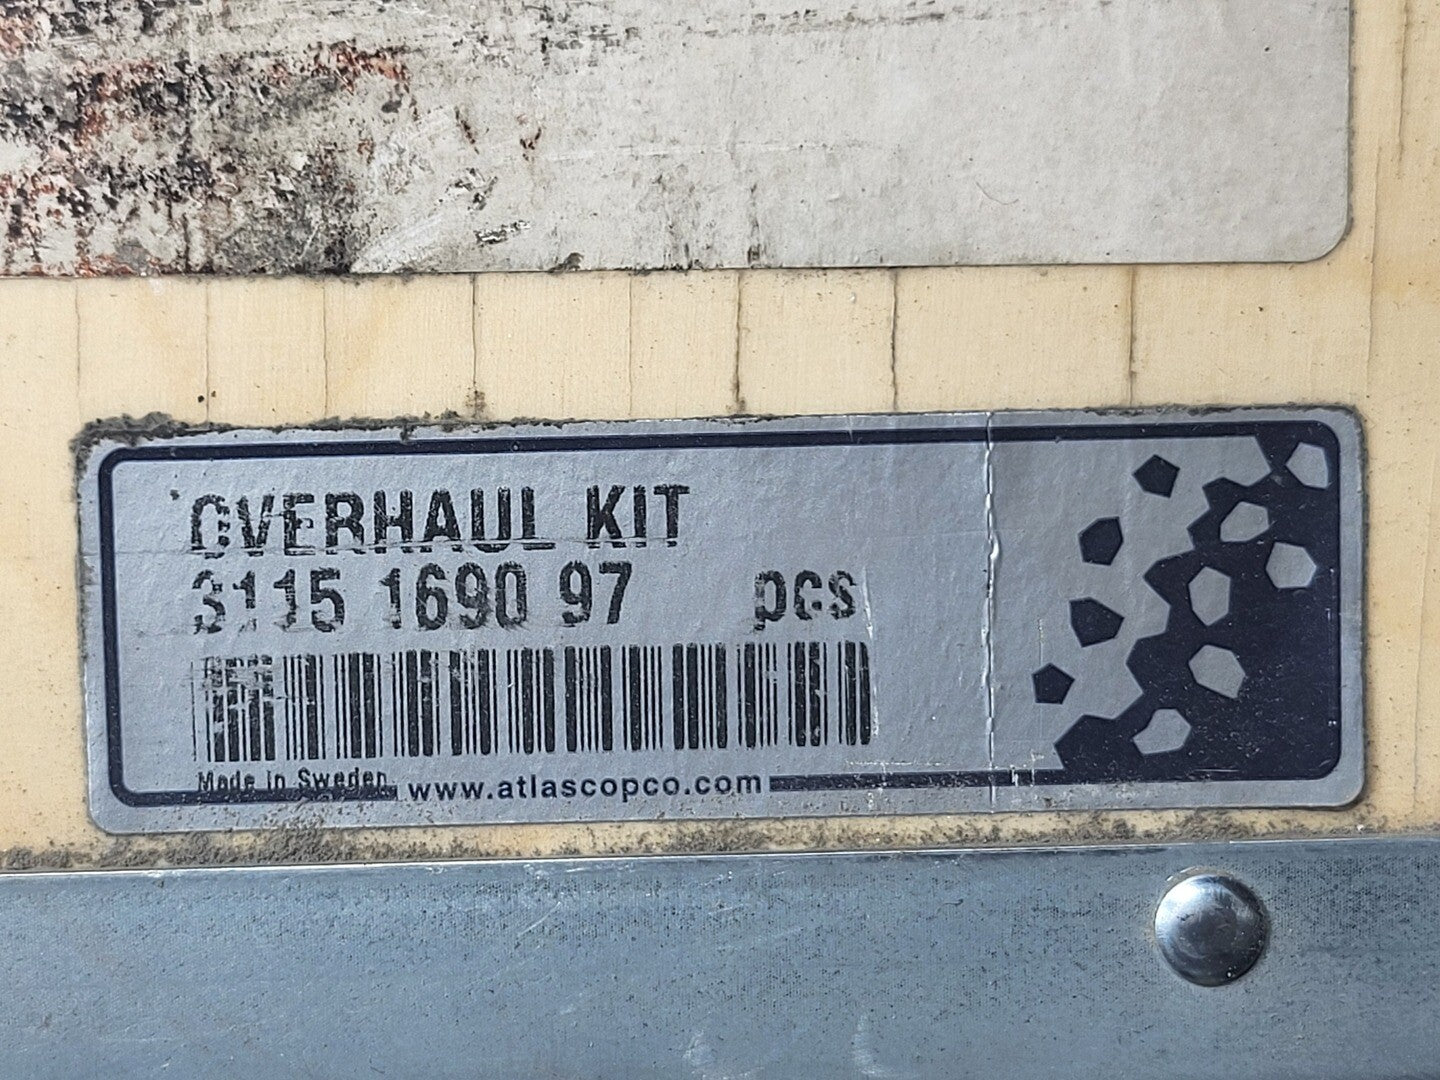 OVERHAUL KIT
3115 1690 97 pcs
Made in Sweden
www.atlascopco.com